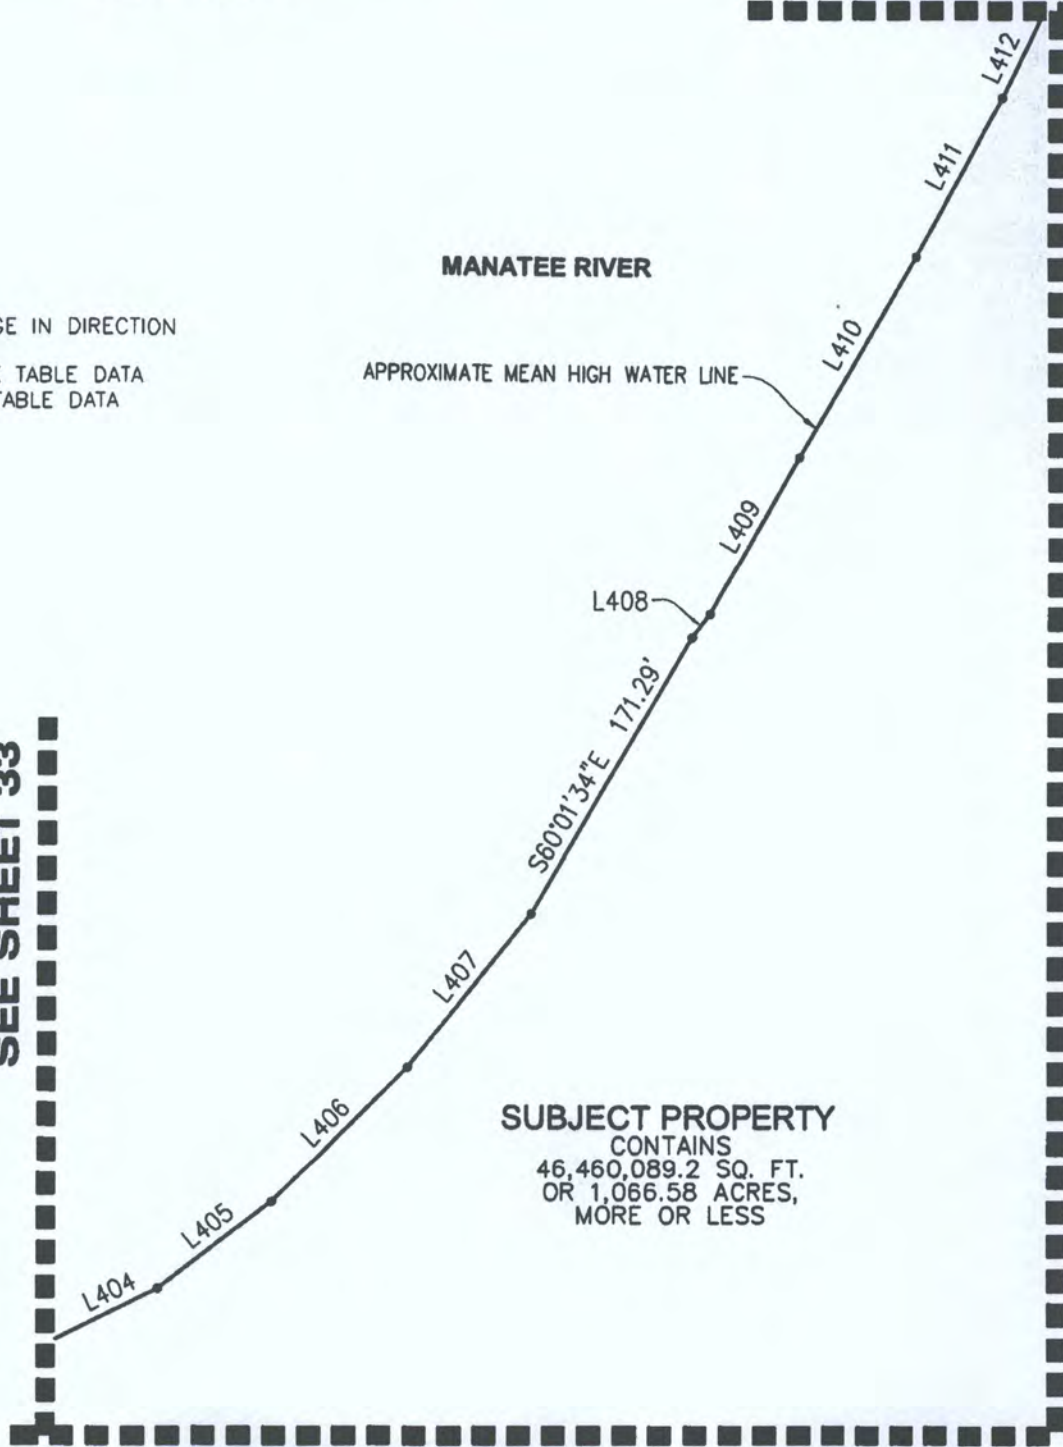 L412
L411
MANATEE RIVER
GE IN DIRECTION
L410
TABLE DATA
APPROXIMATE MEAN HIGH WATER LINE
TABLE DATA
L409
L408
S60°01'34"E 171.29'
SEE SHEET 33
L407
L406
SUBJECT PROPERTY
CONTAINS
46,460,089.2 SQ. FT.
OR 1,066.58 ACRES,
MORE OR LESS
L405
L404